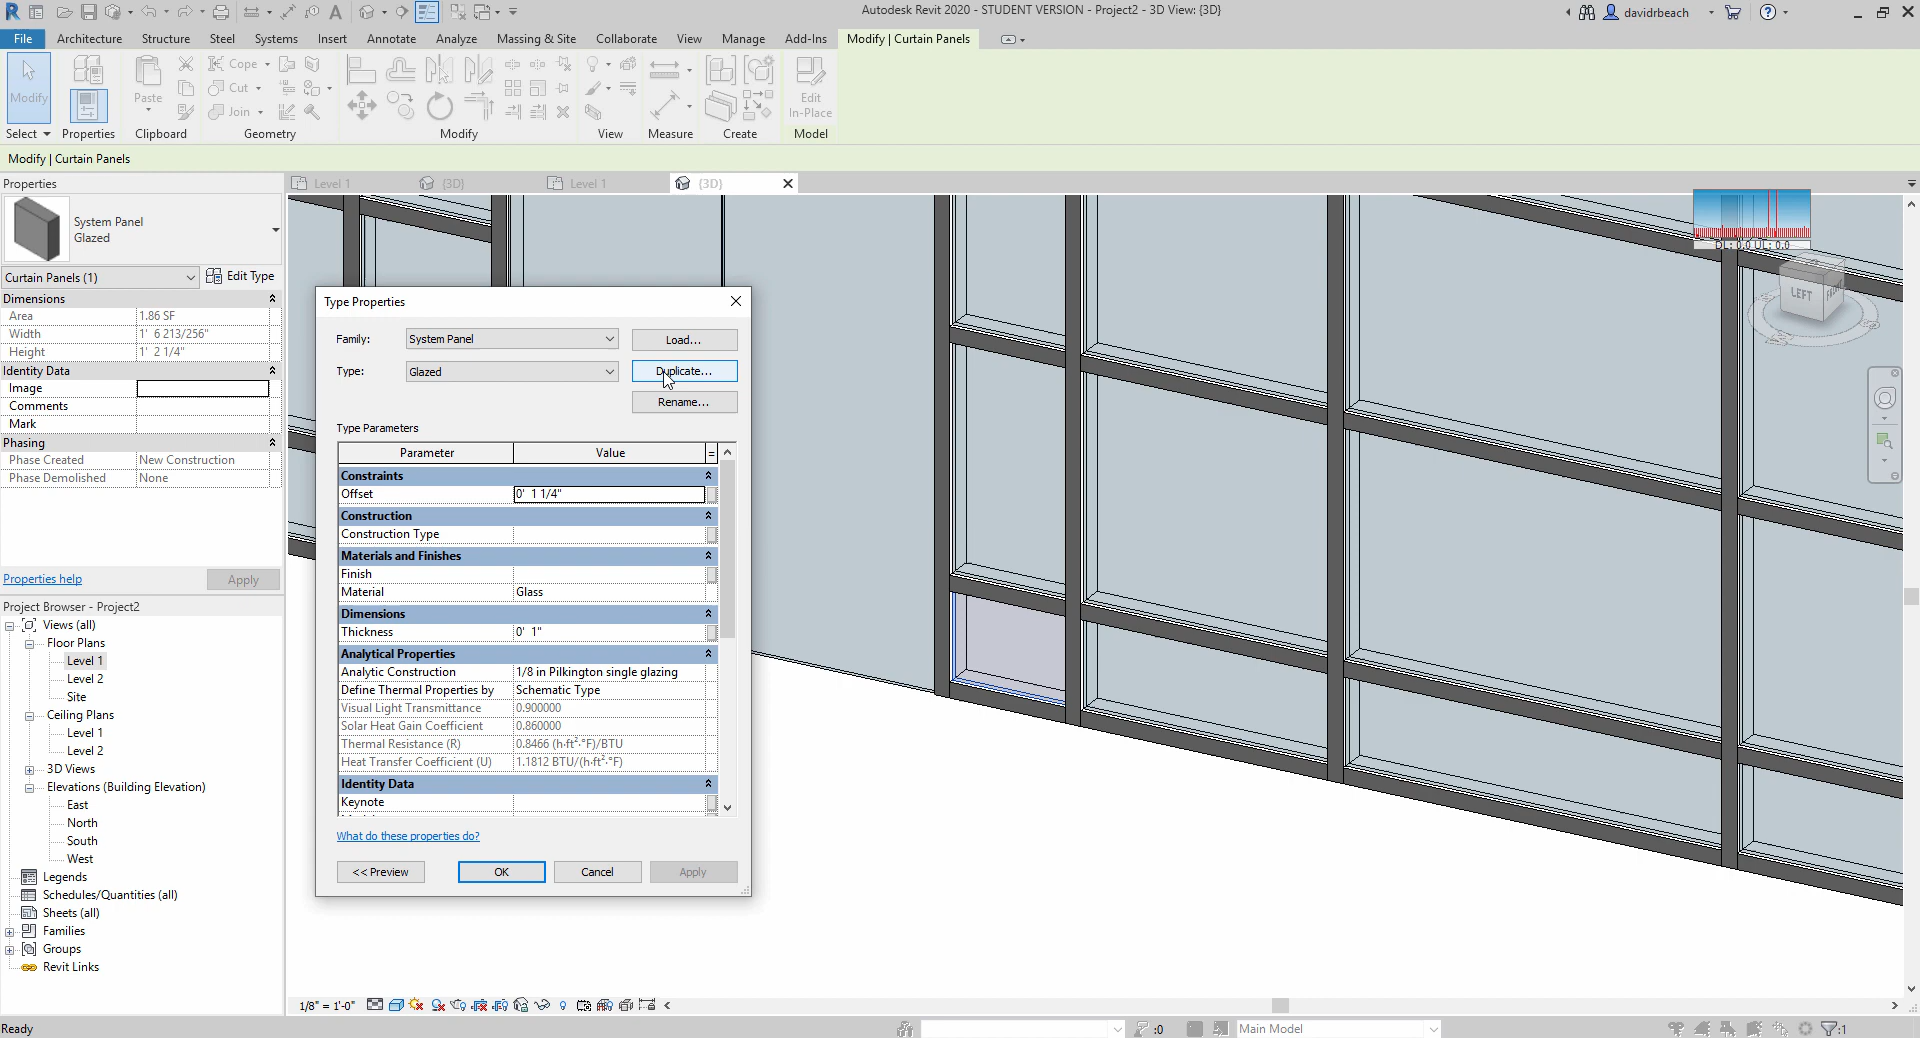 Autodesk Revit 2020 - STUDENT VERSION - Project2 - 3D View: {3D}
davidrbeach
File Architecture Structure Steel Systems Insert Annotate Analyze Massing & Site Collaborate View Manage Add-Ins Modify | Curtain Panels
Modify
Paste
Cope
Cut
Join
Edit
In-Place
Select Properties Clipboard Geometry Modify View Measure Create Model
Modify | Curtain Panels
Properties
Level 1 {3D} Level 1 {3D}
System Panel
Glazed
Curtain Panels (1) Edit Type
Dimensions
Area 1.86 SF
Width 1' 6 213/256"
Height 1' 2 1/4"
Identity Data
Image
Comments
Mark
Phasing
Phase Created New Construction
Phase Demolished None
Properties help Apply
Project Browser - Project2
Views (all)
Floor Plans
Level 1
Level 2
Site
Ceiling Plans
Level 1
Level 2
3D Views
Elevations (Building Elevation)
East
North
South
West
Legends
Schedules/Quantities (all)
Sheets (all)
Families
Groups
Revit Links
Type Properties
Family: System Panel Load...
Type: Glazed Duplicate...
Rename...
Type Parameters
Parameter Value =
Constraints
Offset 0' 1 1/4"
Construction
Construction Type
Materials and Finishes
Finish
Material Glass
Dimensions
Thickness 0' 1"
Analytical Properties
Analytic Construction 1/8 in Pilkington single glazing
Define Thermal Properties by Schematic Type
Visual Light Transmittance 0.900000
Solar Heat Gain Coefficient 0.860000
Thermal Resistance (R) 0.8466 (h·ft²·°F)/BTU
Heat Transfer Coefficient (U) 1.1812 BTU/(h·ft²·°F)
Identity Data
Keynote
What do these properties do?
<< Preview OK Cancel Apply
DL: 0.0 UL: 0.0
LEFT FRONT
1/8" = 1'-0"
Ready
:0
Main Model
:1